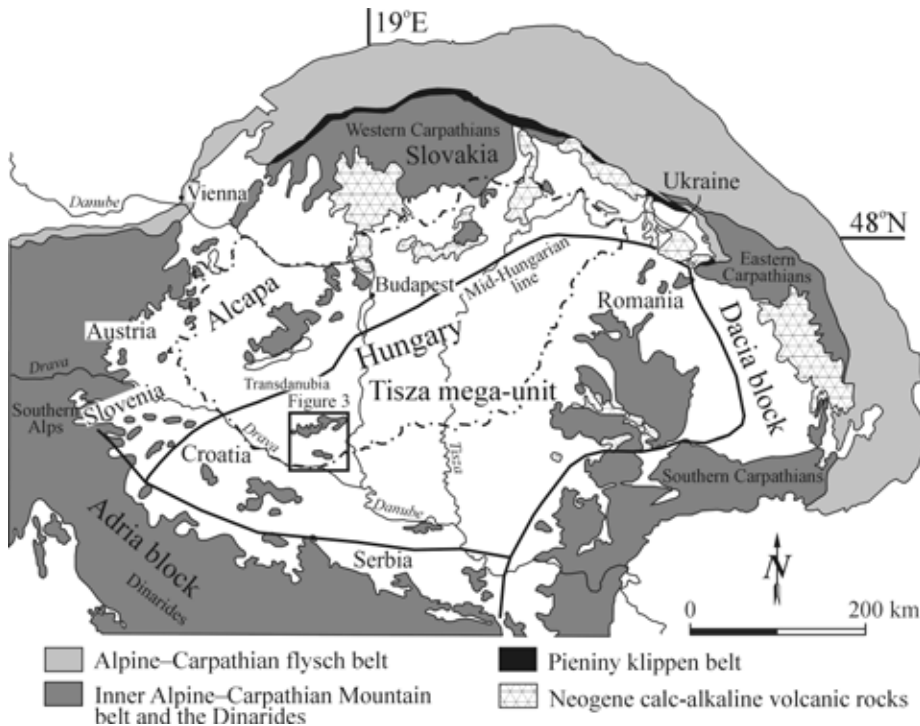 19°E
Western Carpathians
Slovakia
Vienna
Ukraine
Danube
48°N
Eastern
Carpathians
Mid-Hungarian
line
Budapest
Alcapa
Romania
Austria
Hungary
Dacia block
Drava
Transdanubia
Figure 3
Tisza mega-unit
Southern
Alps
Slovenia
Drava
Croatia
Tisza
Southern Carpathians
Danube
Adria block
Serbia
Dinarides
N
0
200 km
Alpine–Carpathian flysch belt
Inner Alpine–Carpathian Mountain
belt and the Dinarides
Pieniny klippen belt
Neogene calc-alkaline volcanic rocks